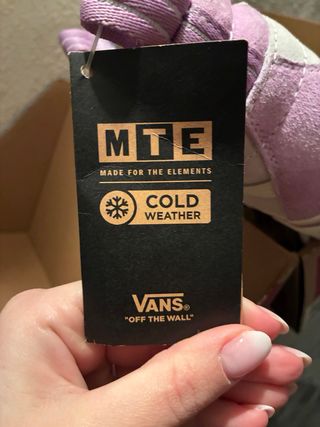 MTE
MADE FOR THE ELEMENTS
COLD
WEATHER
VANS®
"OFF THE WALL"